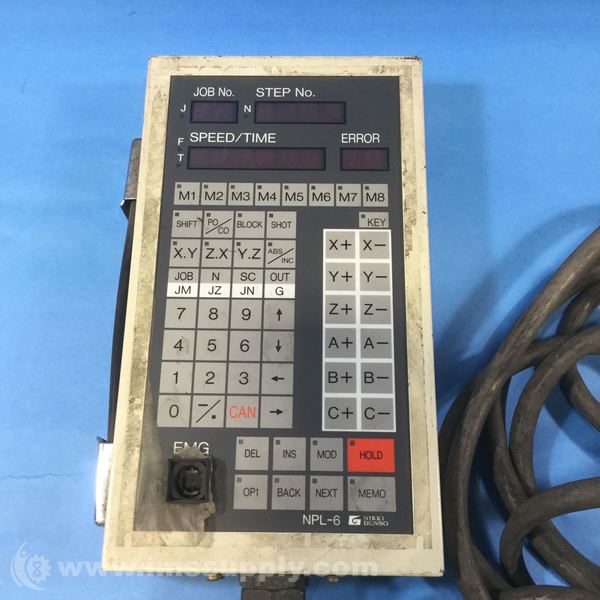 JOB No. STEP No.
J N
F SPEED/TIME ERROR
T
M1 M2 M3 M4 M5 M6 M7 M8
SHIFT PO/CO BLOCK SHOT KEY
X.Y Z.X Y.Z ABS/INC X+ X−
JOB N SC OUT Y+ Y−
JM JZ JN G
7 8 9 ↑ Z+ Z−
4 5 6 ↓ A+ A−
1 2 3 ← B+ B−
0 −/. CAN → C+ C−
EMG DEL INS MOD HOLD
OP1 BACK NEXT MEMO
NPL-6 NIKKI DENSO
© www.imssupply.com